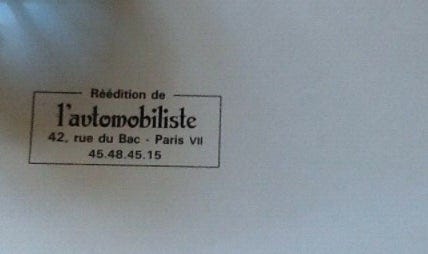 Réédition de
l'automobiliste
42, rue du Bac - Paris VII
45.48.45.15